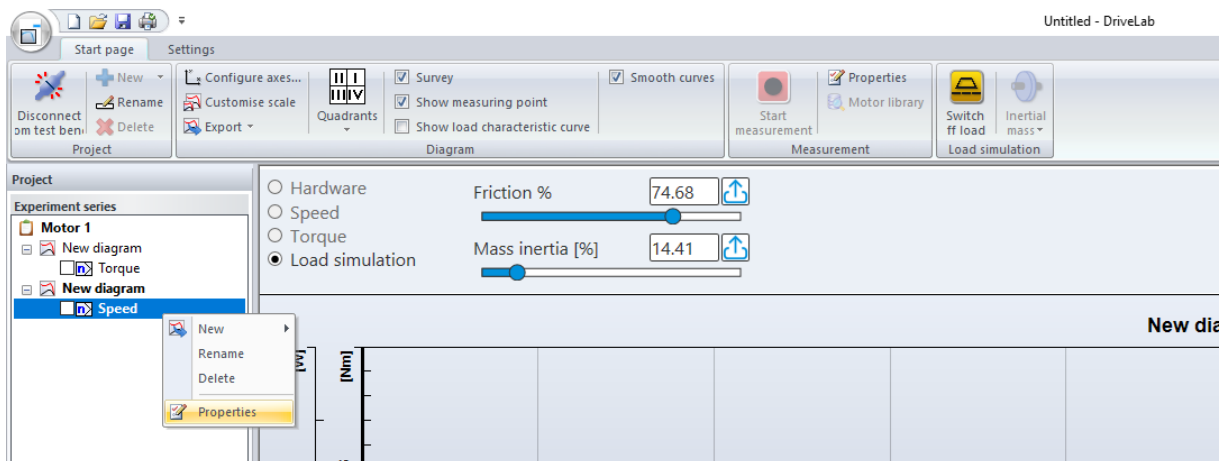 Untitled - DriveLab
Start page Settings
Disconnect
om test ben
New
Rename
Delete
Project
Configure axes...
Customise scale
Export
II I
III IV
Quadrants
Survey
Show measuring point
Show load characteristic curve
Smooth curves
Diagram
Start
measurement
Properties
Motor library
Measurement
Switch
ff load
Inertial
mass
Load simulation
Project
Experiment series
Motor 1
New diagram
n Torque
New diagram
n Speed
New
Rename
Delete
Properties
Hardware
Speed
Torque
Load simulation
Friction % 74.68
Mass inertia [%] 14.41
New dia
[W]
[Nm]